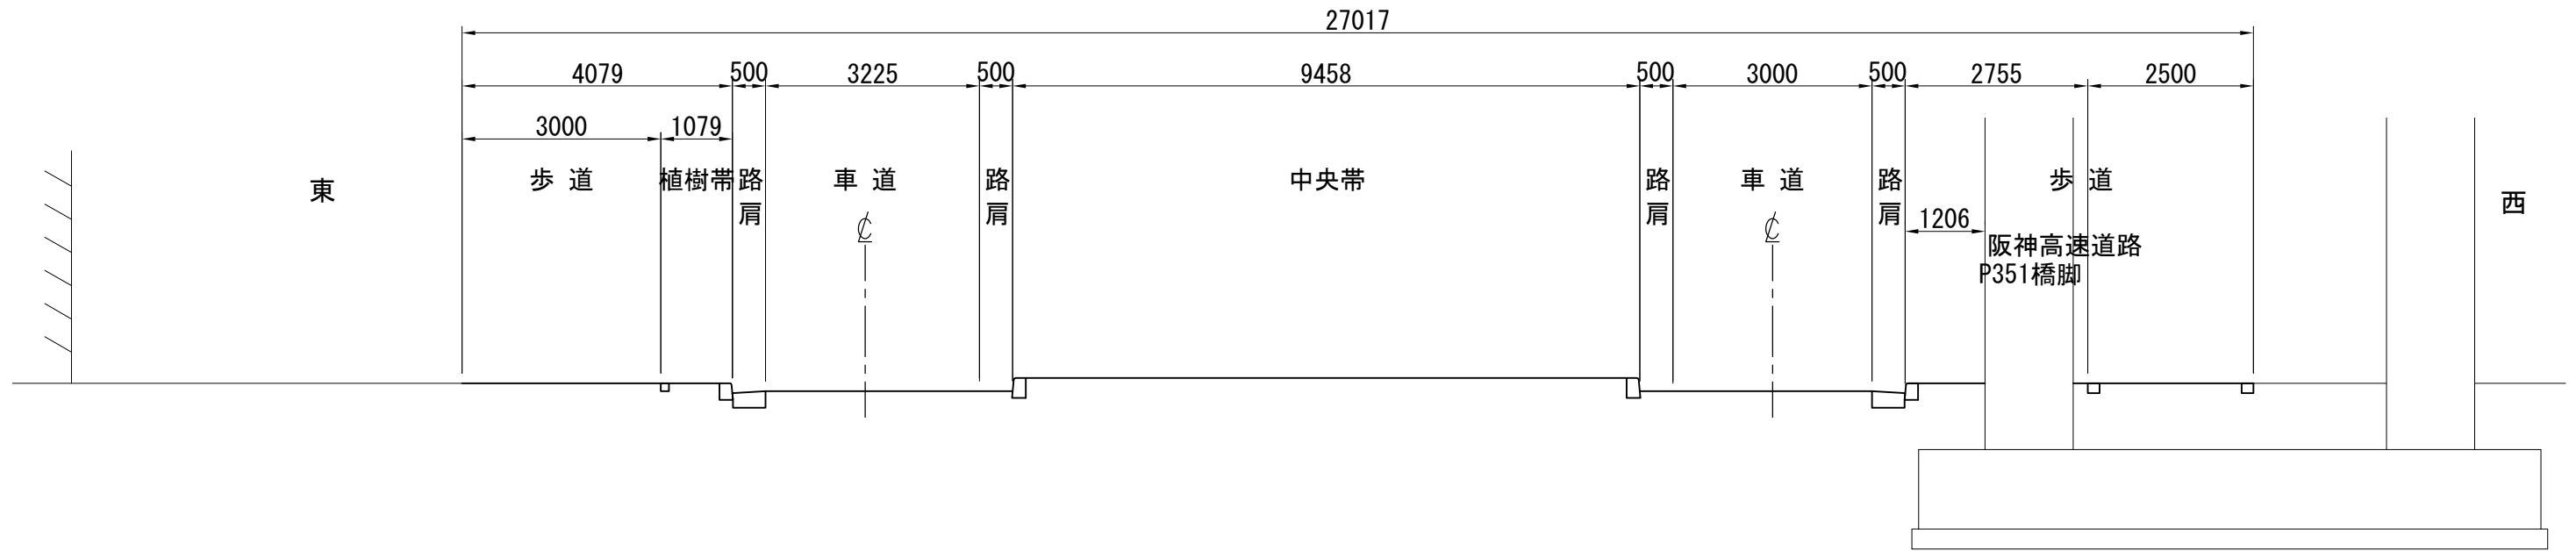 27017
4079 500 3225 500 9458 500 3000 500 2755 2500
3000 1079
東 歩 道 植樹帯 路肩 車 道 路肩 中央帯 路肩 車 道 路肩 歩 道 西
℄ ℄
1206
阪神高速道路
P351橋脚